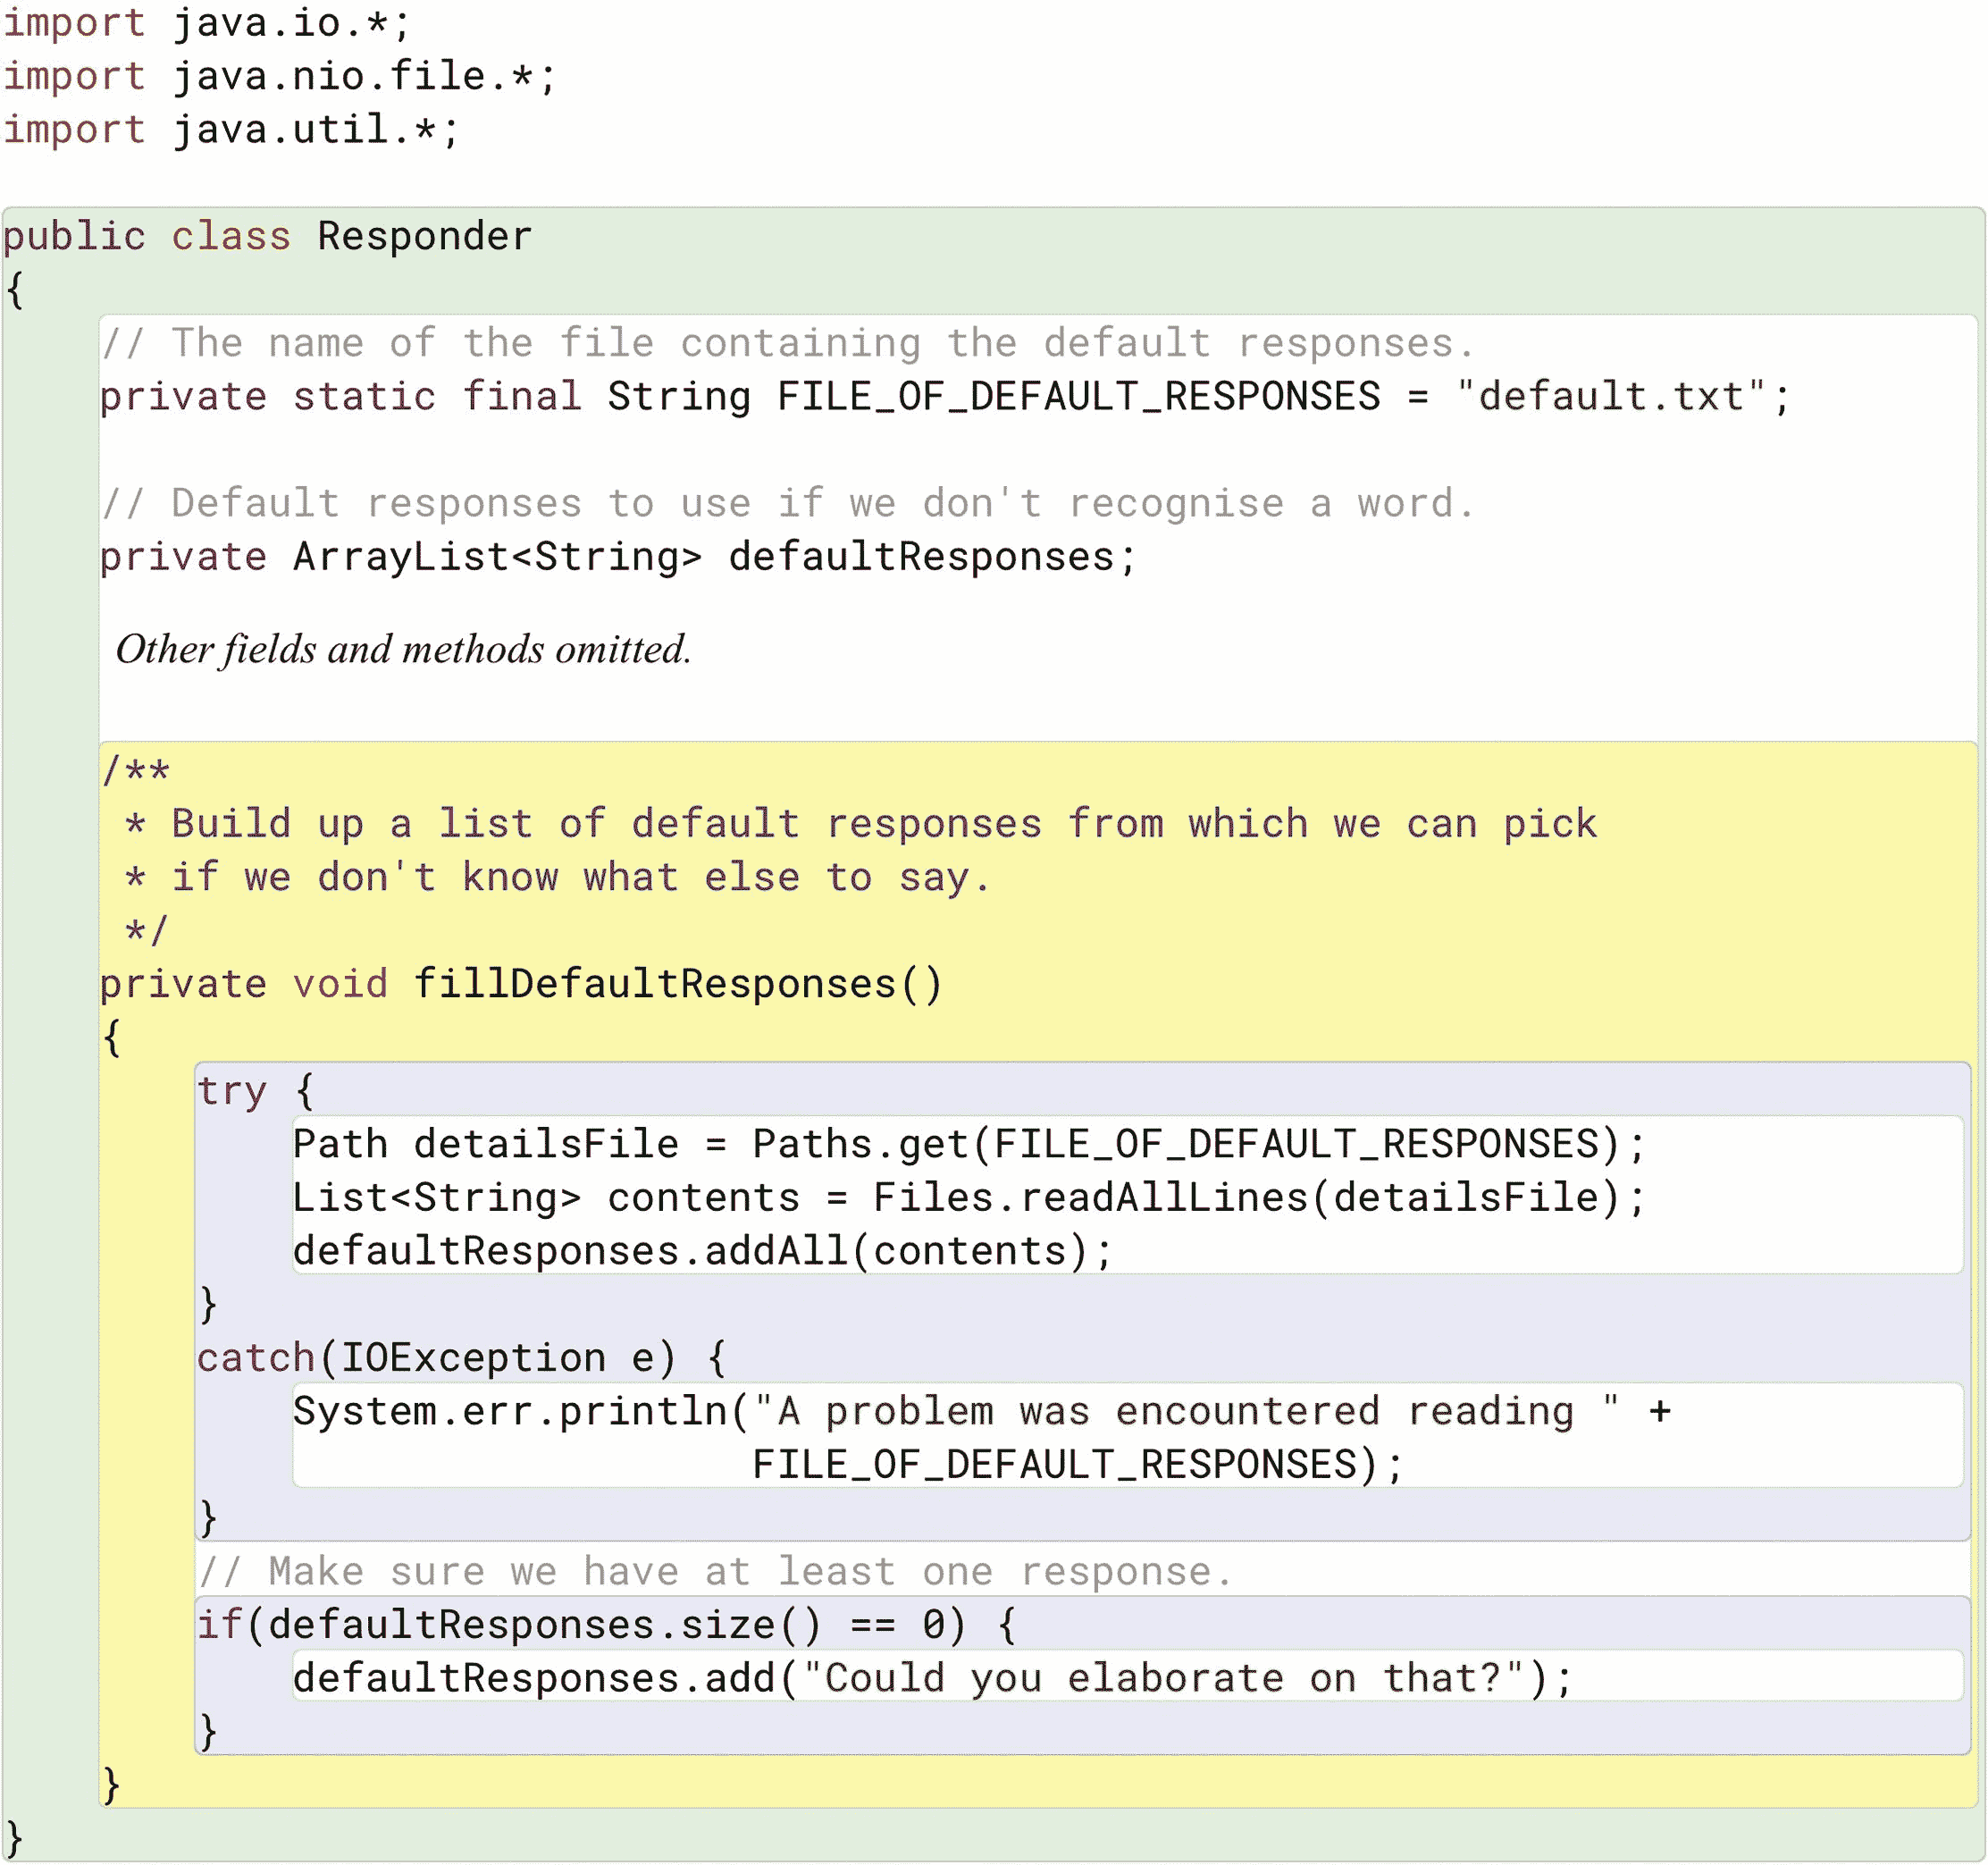 import java.io.*;
import java.nio.file.*;
import java.util.*;
public class Responder
{
// The name of the file containing the default responses.
private static final String FILE_OF_DEFAULT_RESPONSES = "default.txt";
// Default responses to use if we don't recognise a word.
private ArrayList<String> defaultResponses;
Other fields and methods omitted.
/**
* Build up a list of default responses from which we can pick
* if we don't know what else to say.
*/
private void fillDefaultResponses()
{
try {
Path detailsFile = Paths.get(FILE_OF_DEFAULT_RESPONSES);
List<String> contents = Files.readAllLines(detailsFile);
defaultResponses.addAll(contents);
}
catch(IOException e) {
System.err.println("A problem was encountered reading " +
FILE_OF_DEFAULT_RESPONSES);
}
// Make sure we have at least one response.
if(defaultResponses.size() == 0) {
defaultResponses.add("Could you elaborate on that?");
}
}
}